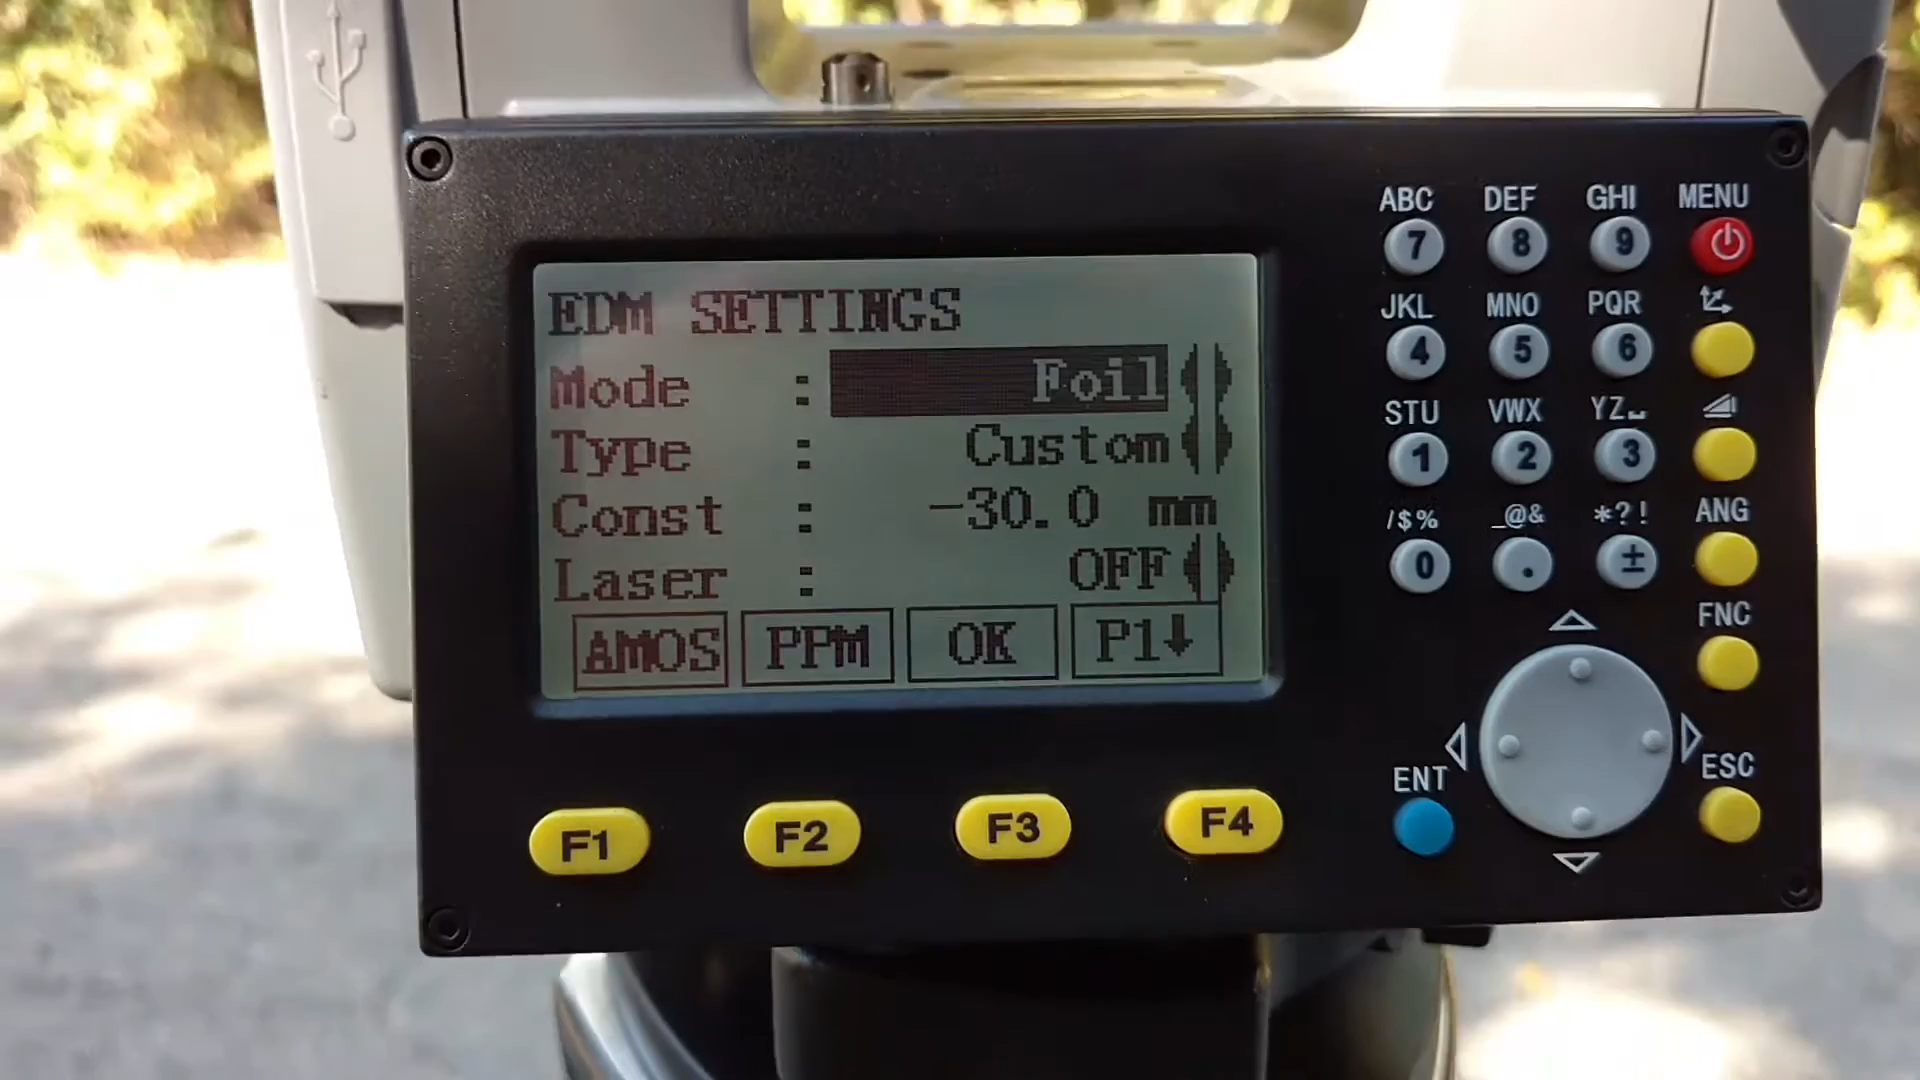 EDM SETTINGS
Mode : Foil
Type : Custom
Const : -30.0 mm
Laser : OFF
AMOS PPM OK P1↓
F1 F2 F3 F4
ABC DEF GHI MENU
7 8 9
JKL MNO PQR
4 5 6
STU VWX YZ␣
1 2 3
/$% _@& *?! ANG
0 . ±
FNC
ENT ESC